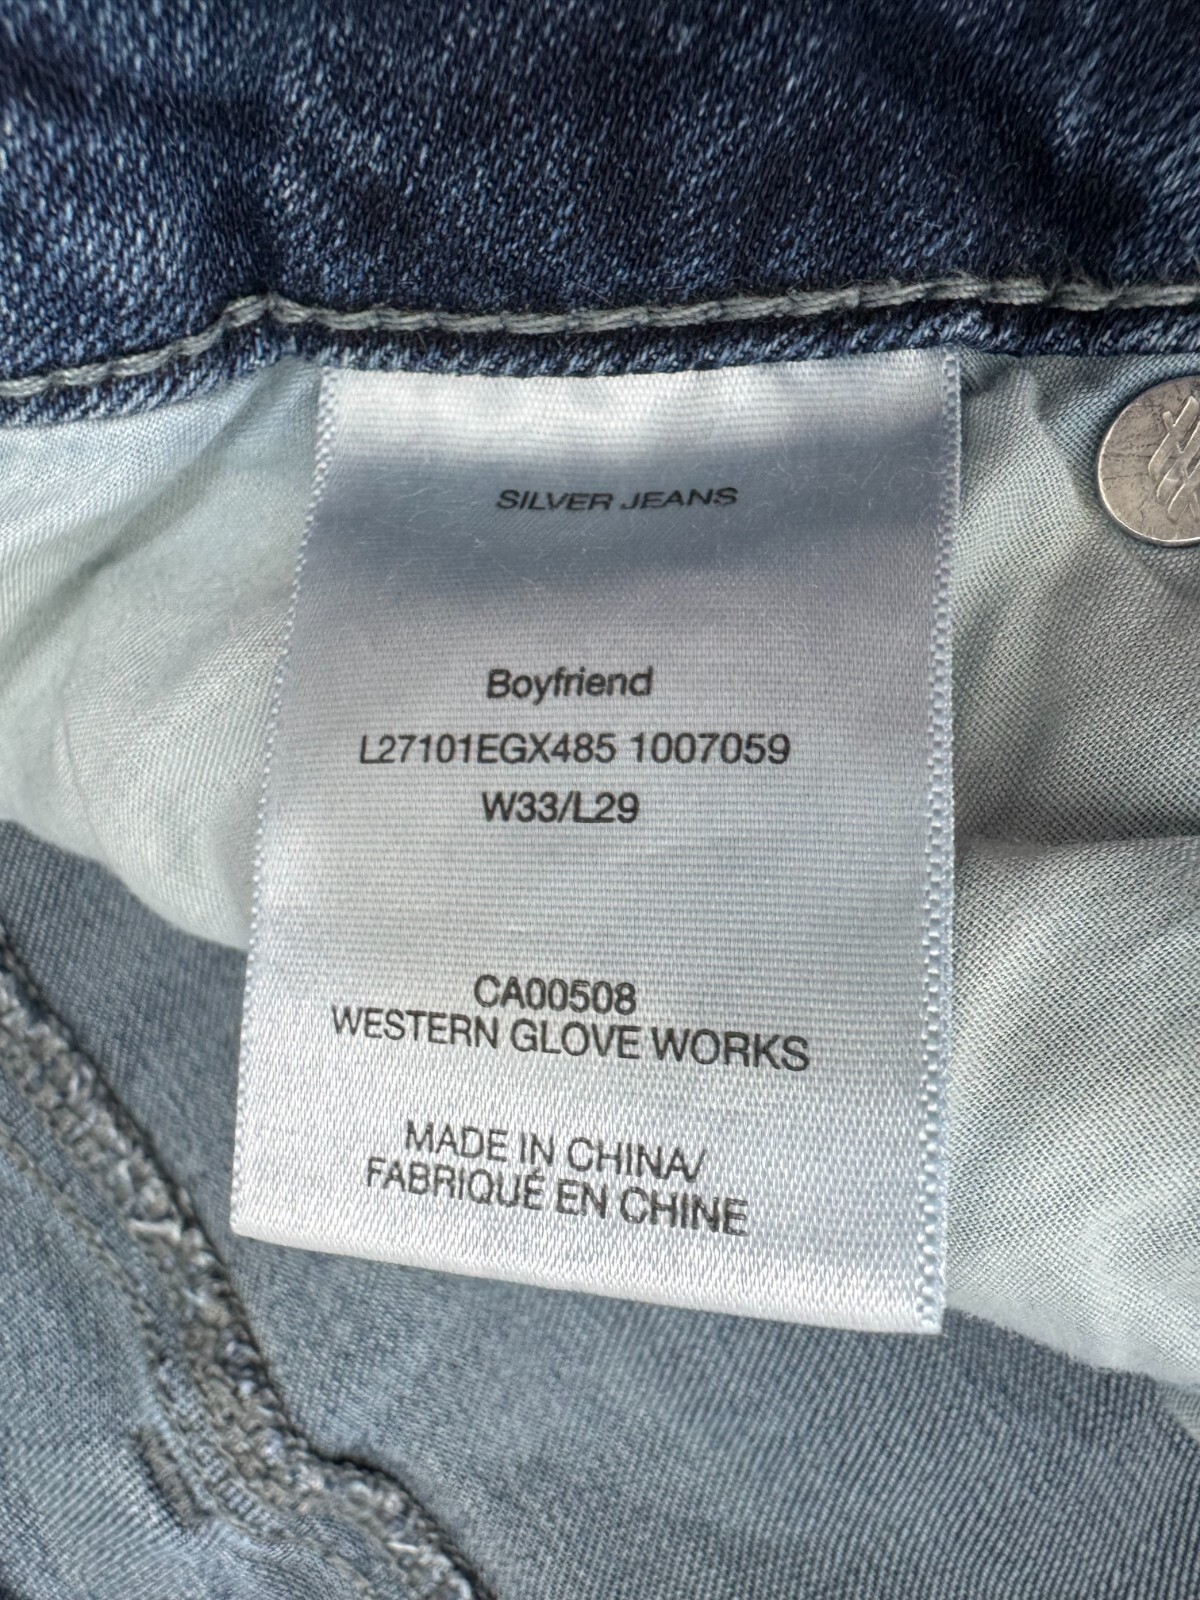 SILVER JEANS
Boyfriend
L27101EGX485 1007059
W33/L29
CA00508
WESTERN GLOVE WORKS
MADE IN CHINA/
FABRIQUÉ EN CHINE